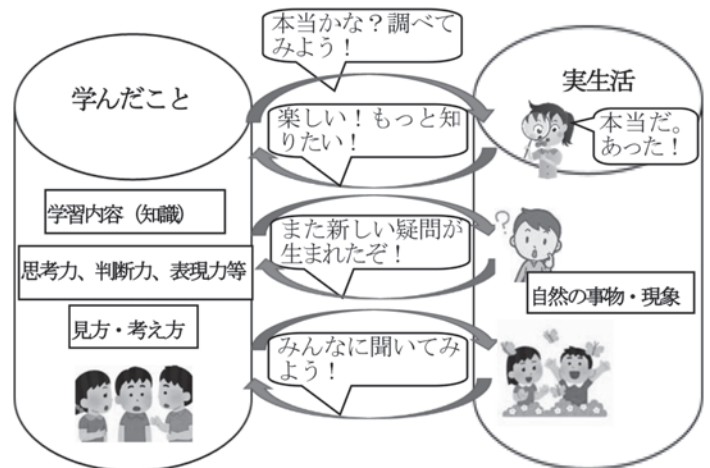 本当かな？調べて
みよう！
学んだこと
実生活
楽しい！もっと知
りたい！
本当だ。
あった！
学習内容（知識）
また新しい疑問が
生まれたぞ！
思考力、判断力、表現力等
自然の事物・現象
見方・考え方
みんなに聞いてみ
よう！
?